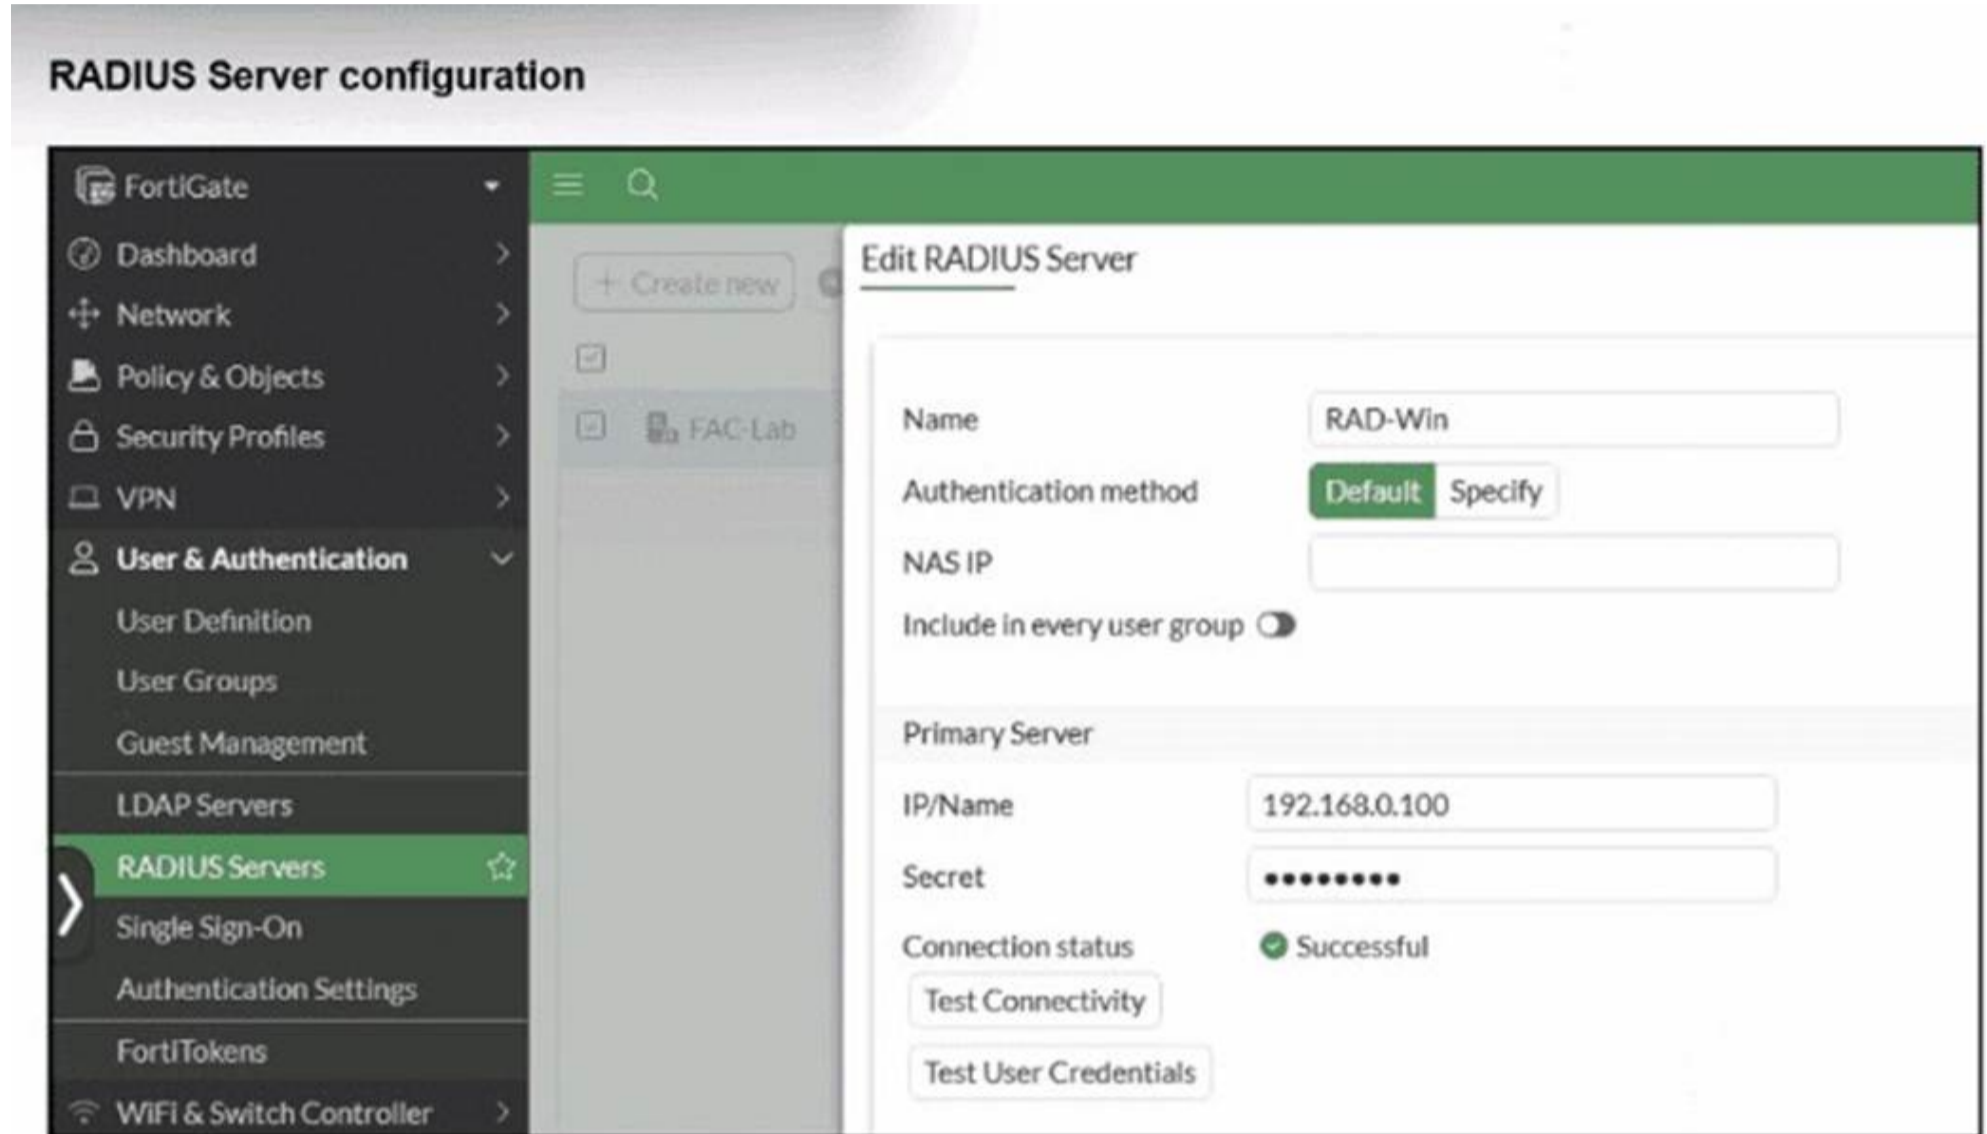 RADIUS Server configuration
FortiGate
Dashboard
Network
Policy & Objects
Security Profiles
VPN
User & Authentication
User Definition
User Groups
Guest Management
LDAP Servers
RADIUS Servers
Single Sign-On
Authentication Settings
FortiTokens
WiFi & Switch Controller
+ Create new
FAC-Lab
Edit RADIUS Server
Name RAD-Win
Authentication method Default Specify
NAS IP
Include in every user group
Primary Server
IP/Name 192.168.0.100
Secret ••••••••
Connection status Successful
Test Connectivity
Test User Credentials